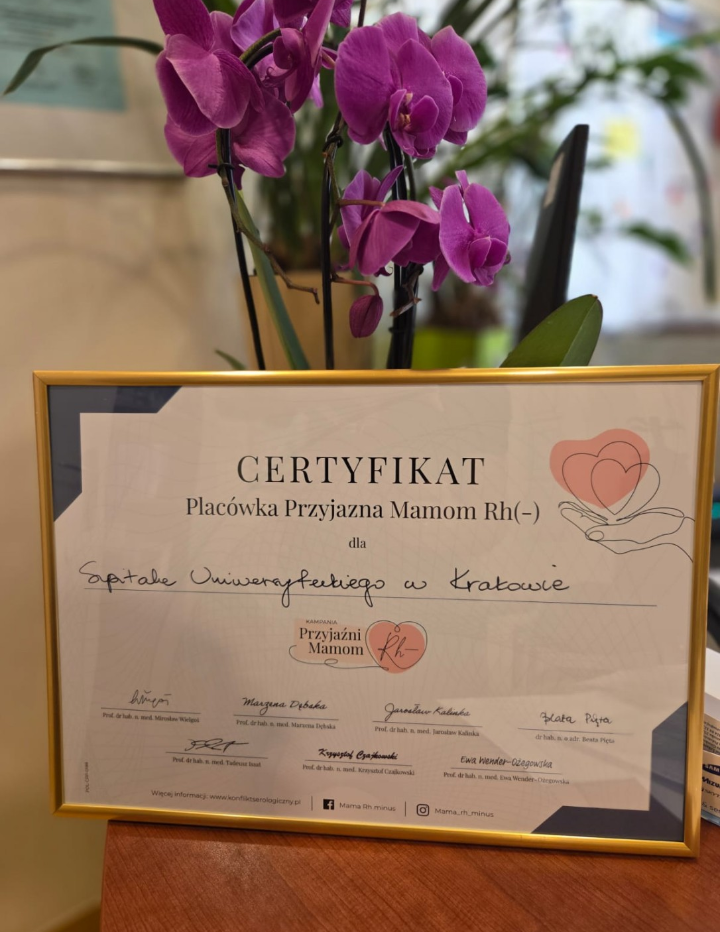 CERTYFIKAT
Placówka Przyjazna Mamom Rh(-)
dla
Szpitala Uniwersyteckiego w Krakowie
KAMPANIA
Przyjaźni
Mamom
Rh-
Marzena Dębska
Jarosław Kalinka
Beata Pięta
Prof. dr hab. n. med. Mirosław Wielgoś
Prof. dr hab. n. med. Marzena Dębska
Prof. dr hab. n. med. Jarosław Kalinka
dr hab. n. o zdr. Beata Pięta
Krzysztof Czajkowski
Ewa Wender-Ożegowska
Prof. dr hab. n. med. Tadeusz Issat
Prof. dr hab. n. med. Krzysztof Czajkowski
Prof. dr hab. n. med. Ewa Wender-Ożegowska
Więcej informacji: www.konfliktserologiczny.pl
Mama Rh minus
Mama_rh_minus